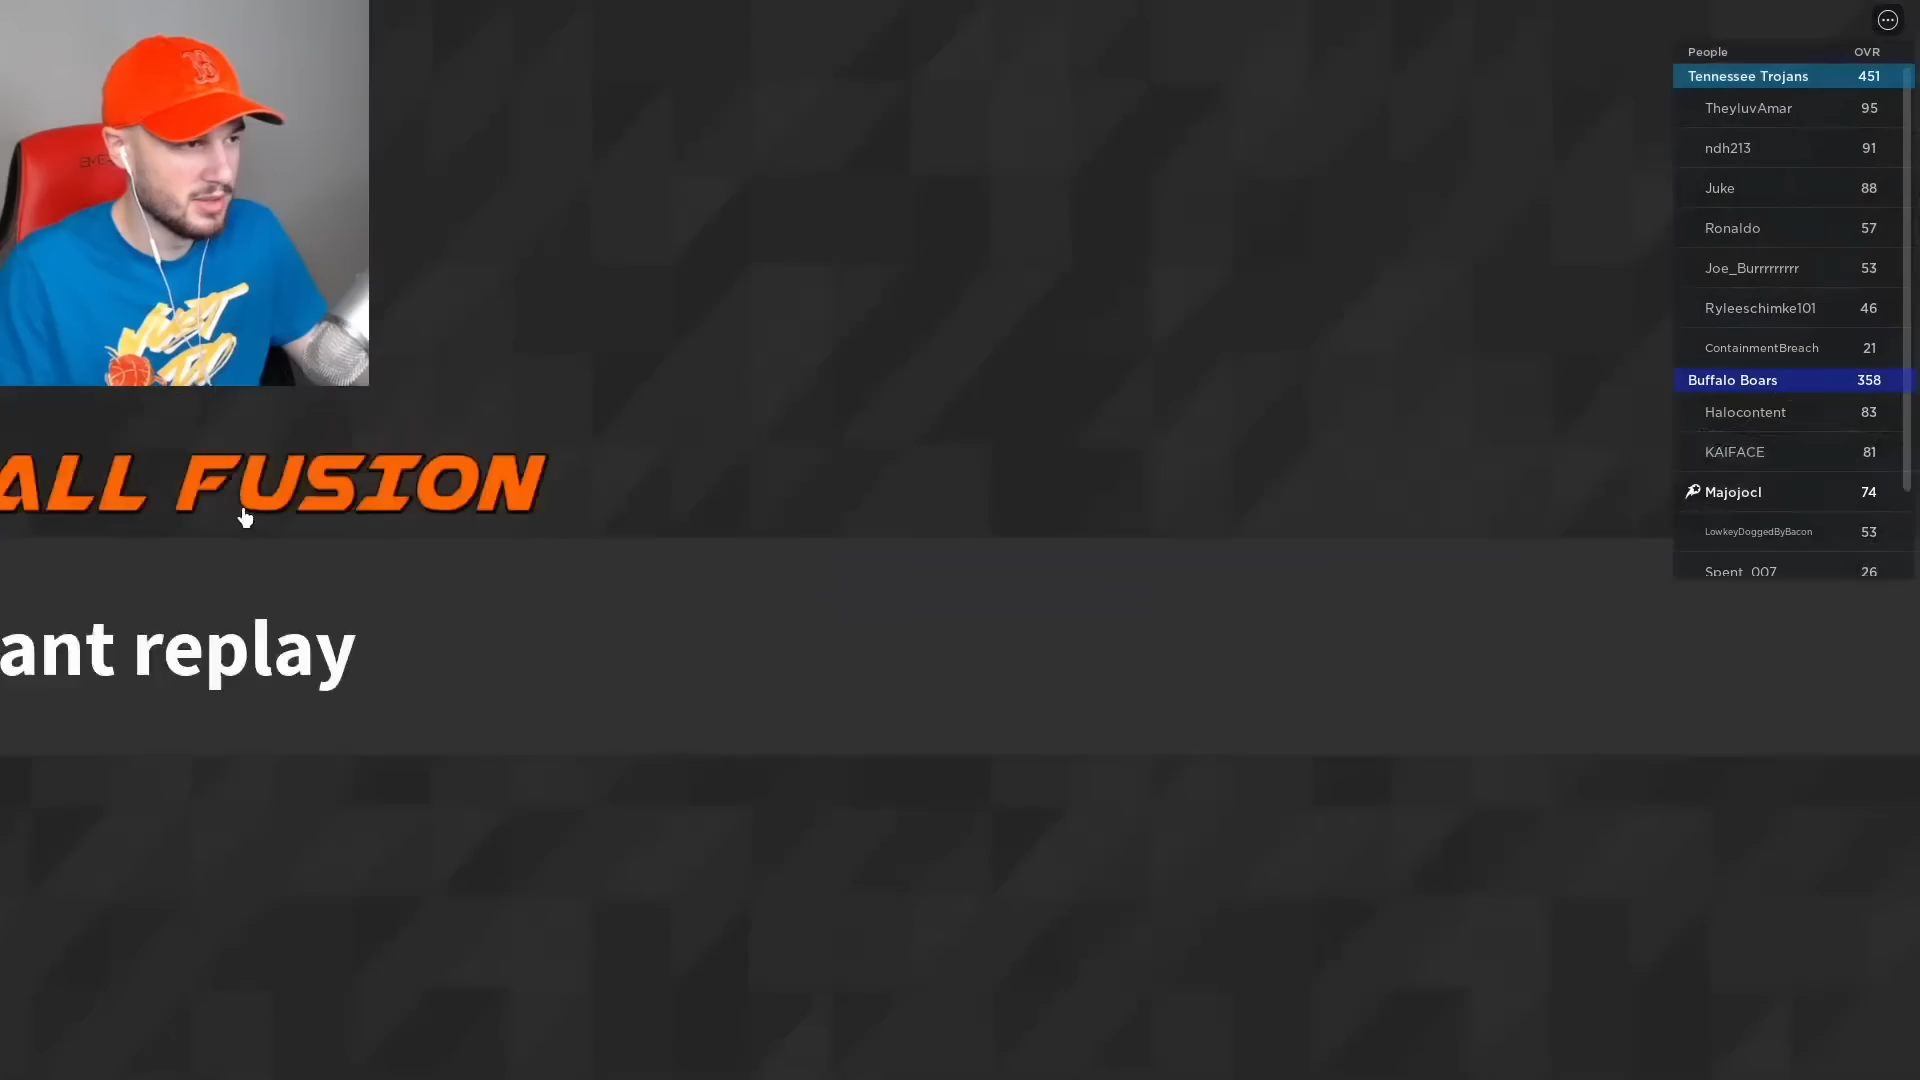 People OVR
Tennessee Trojans 451
TheyluvAmar 95
ndh213 91
Juke 88
Ronaldo 57
Joe_Burrrrrrrrr 53
Ryleeschimke101 46
ContainmentBreach 21
Buffalo Boars 358
Halocontent 83
KAIFACE 81
Majojocl 74
LowkeyDoggedByBacon 53
Spent_007 26
B
ALL FUSION
ant replay